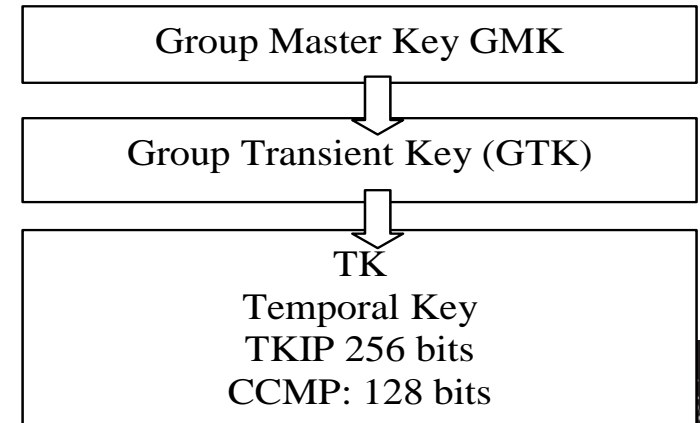 Group Master Key GMK
Group Transient Key (GTK)
TK
Temporal Key
TKIP 256 bits
CCMP: 128 bits